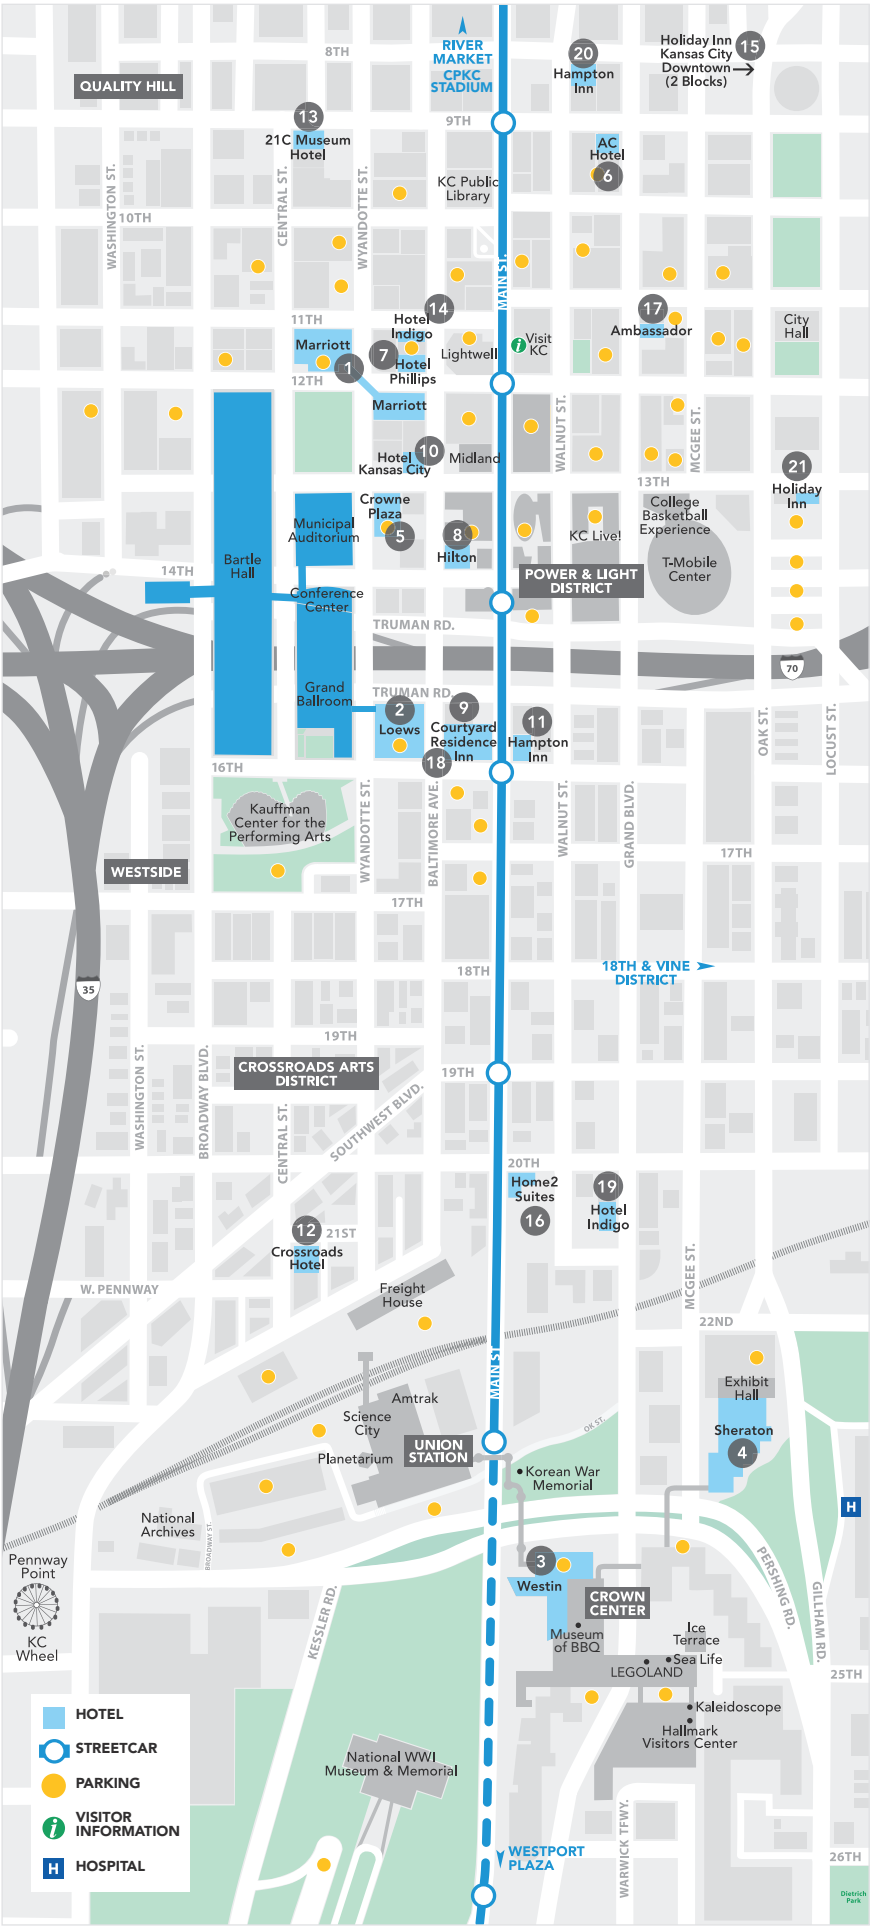 8TH
RIVER
MARKET
CPKC
STADIUM
20
Hampton
Inn
Holiday Inn
Kansas City
Downtown
(2 Blocks)
15
QUALITY HILL
13
21C Museum
Hotel
9TH
AC
Hotel
6
KC Public
Library
WASHINGTON ST.
CENTRAL ST.
WYANDOTTE ST.
10TH
MAIN ST.
14
Hotel
Indigo
17
Ambassador
City
Hall
11TH
Marriott
7
Hotel
Phillips
Lightwell
i
Visit
KC
1
12TH
Marriott
WALNUT ST.
MCGEE ST.
10
Hotel
Kansas City
Midland
13TH
21
Holiday
Inn
Crowne
Plaza
5
Municipal
Auditorium
8
Hilton
KC Live!
College
Basketball
Experience
T-Mobile
Center
Bartle
Hall
14TH
Conference
Center
POWER & LIGHT
DISTRICT
TRUMAN RD.
70
Grand
Ballroom
TRUMAN RD.
2
Loews
9
Courtyard
Residence
Inn
18
11
Hampton
Inn
OAK ST.
LOCUST ST.
16TH
Kauffman
Center for the
Performing Arts
WYANDOTTE ST.
BALTIMORE AVE.
WALNUT ST.
GRAND BLVD.
17TH
WESTSIDE
17TH
18TH
18TH & VINE
DISTRICT
35
19TH
WASHINGTON ST.
BROADWAY BLVD.
CROSSROADS ARTS
DISTRICT
19TH
CENTRAL ST.
SOUTHWEST BLVD.
20TH
Home2
Suites
16
19
Hotel
Indigo
12
Crossroads
Hotel
21ST
MCGEE ST.
W. PENNWAY
Freight
House
22ND
MAIN ST.
Exhibit
Hall
Amtrak
Science
City
Planetarium
UNION
STATION
OK ST.
Sheraton
4
Korean War
Memorial
H
National
Archives
BROADWAY ST.
Pennway
Point
KC
Wheel
3
Westin
CROWN
CENTER
PERSHING RD.
GILLHAM RD.
KESSLER RD.
Museum
of BBQ
Ice
Terrace
Sea Life
LEGOLAND
25TH
Kaleidoscope
Hallmark
Visitors Center
HOTEL
STREETCAR
PARKING
i
VISITOR
INFORMATION
H
HOSPITAL
National WWI
Museum & Memorial
WARWICK TFWY.
WESTPORT
PLAZA
26TH
Dietrich
Park